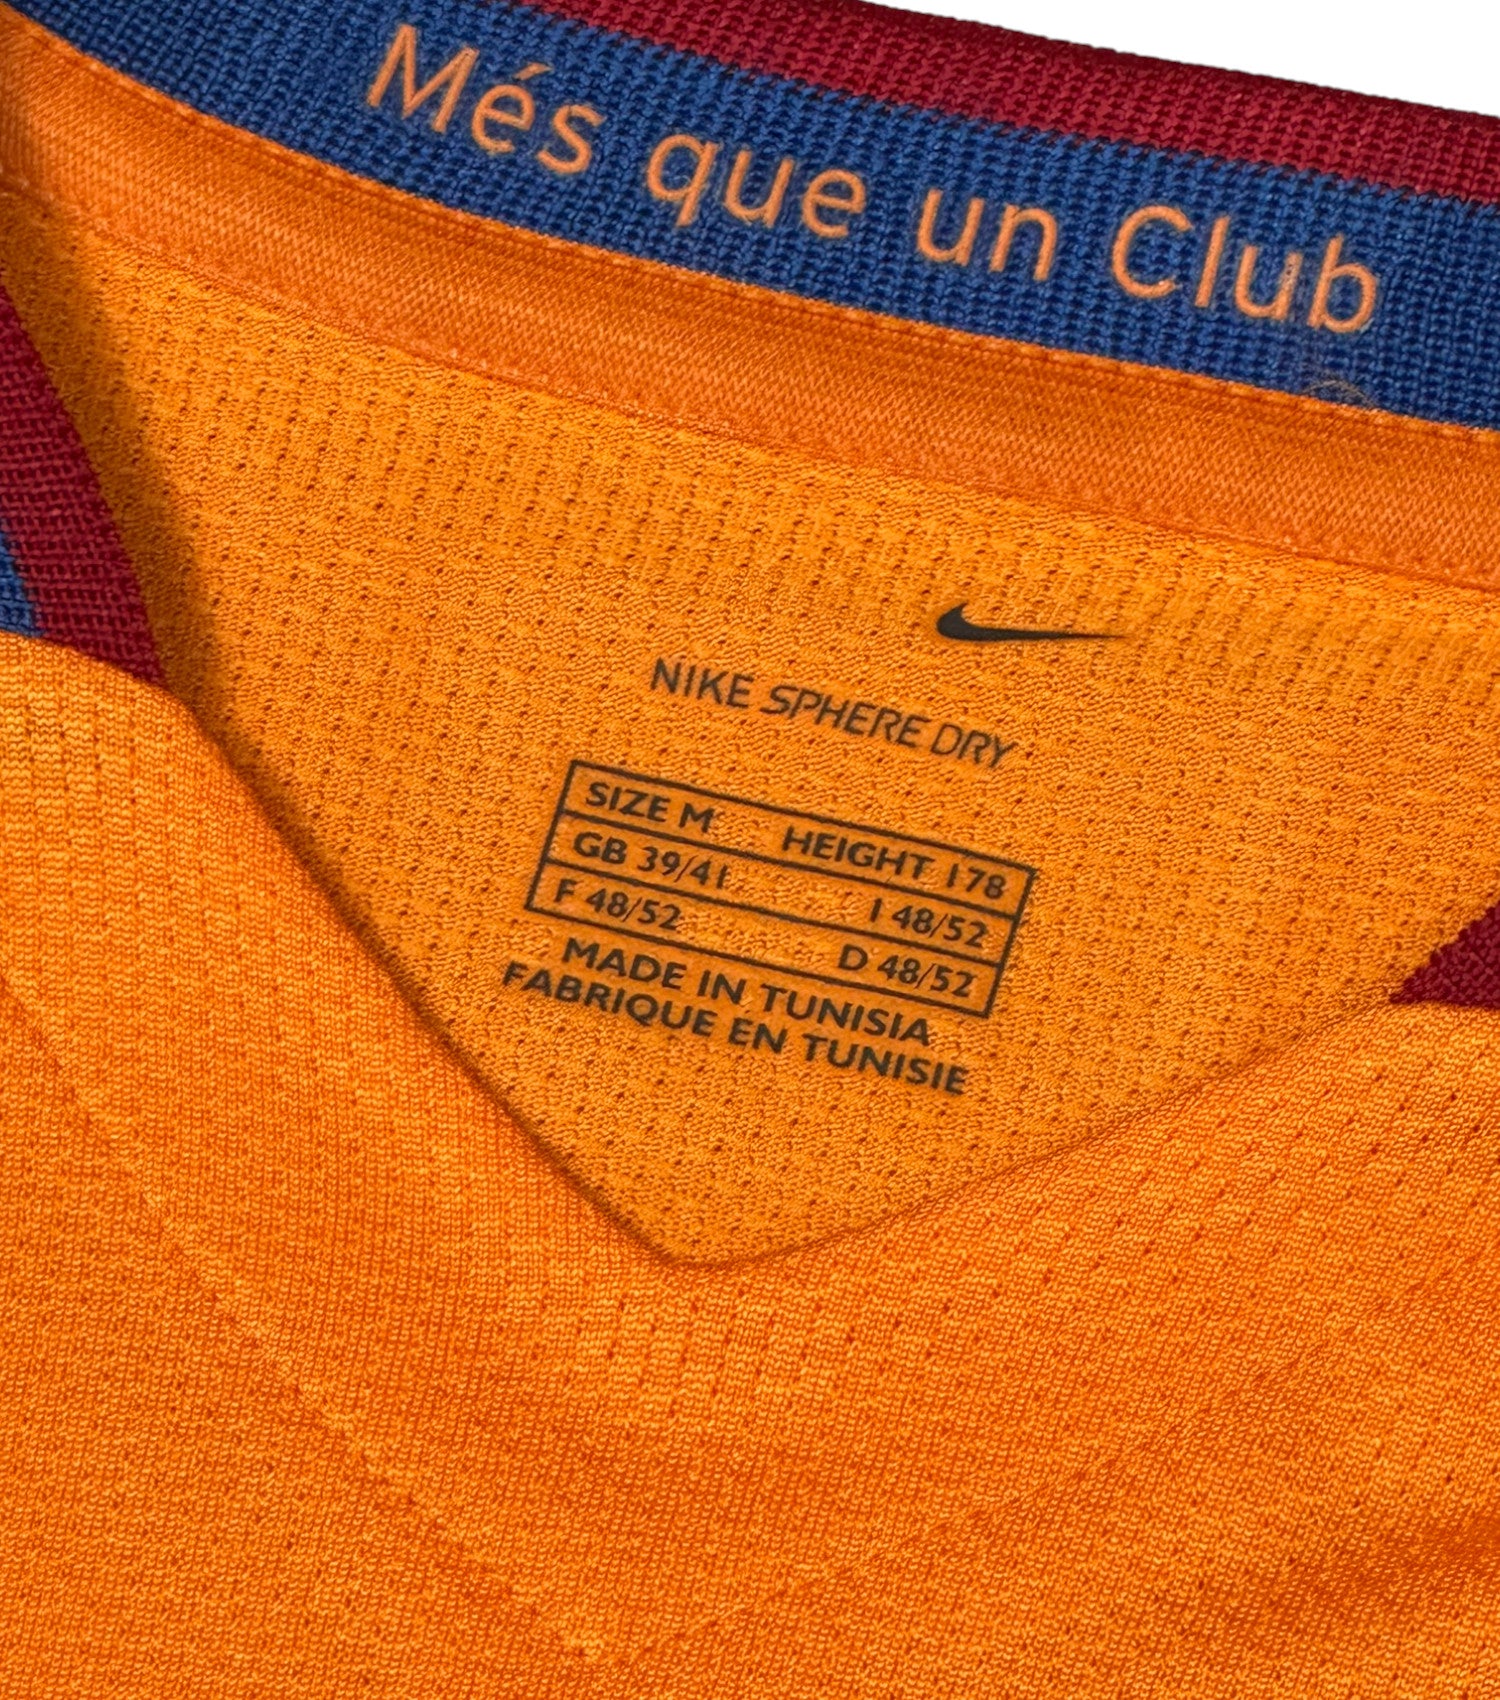 Més que un Club
NIKE SPHERE DRY
SIZE M HEIGHT 178
GB 39/41 I 48/52
F 48/52 D 48/52
MADE IN TUNISIA
FABRIQUE EN TUNISIE